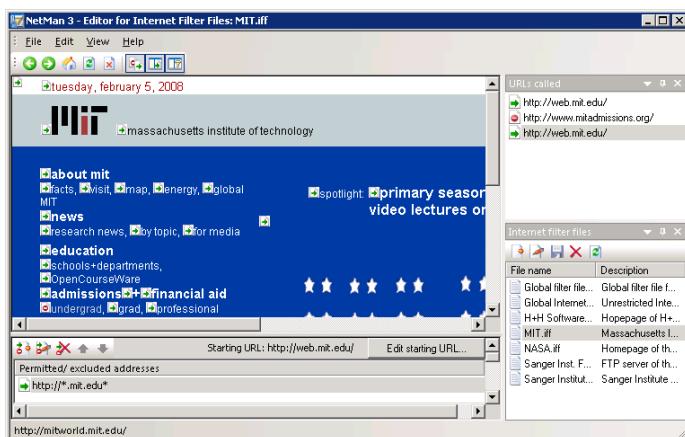 NetMan 3 - Editor for Internet Filter Files: MIT.iff
File Edit View Help
tuesday, february 5, 2008
massachusetts institute of technology
about mit
facts, visit, map, energy, global
MIT
news
research news, by topic, for media
education
schools+departments,
OpenCourseWare
admissions + financial aid
undergrad, grad, professional
spotlight: primary season
video lectures or
Starting URL: http://web.mit.edu/ Edit starting URL...
Permitted/ excluded addresses
http://*.mit.edu*
http://mitworld.mit.edu/
URLs called
http://web.mit.edu/
http://www.mitadmissions.org/
http://web.mit.edu/
Internet filter files
File name Description
Global filter file... Global filter file f...
Global Internet... Unrestricted Inte...
H+H Software... Hopepage of H+...
MIT.iff Massachusetts I...
NASA.iff Homepage of th...
Sanger Inst. F... FTP server of th...
Sanger Institut... Sanger Institute ...